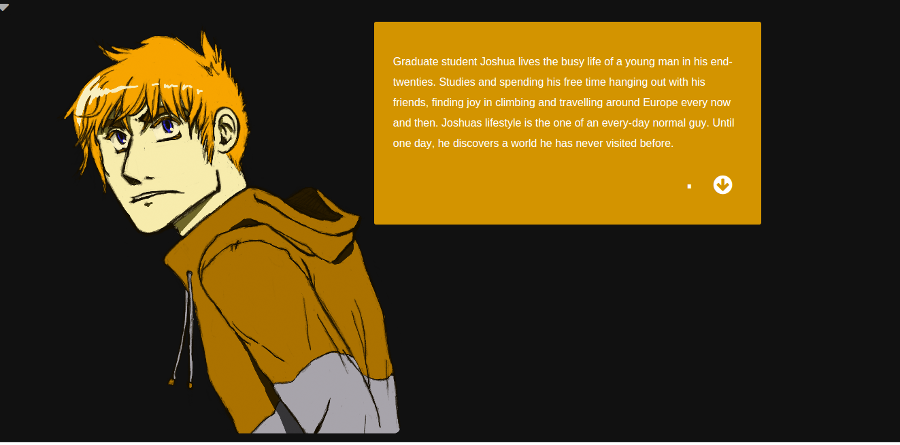 Graduate student Joshua lives the busy life of a young man in his end-
twenties. Studies and spending his free time hanging out with his
friends, finding joy in climbing and travelling around Europe every now
and then. Joshuas lifestyle is the one of an every-day normal guy. Until
one day, he discovers a world he has never visited before.